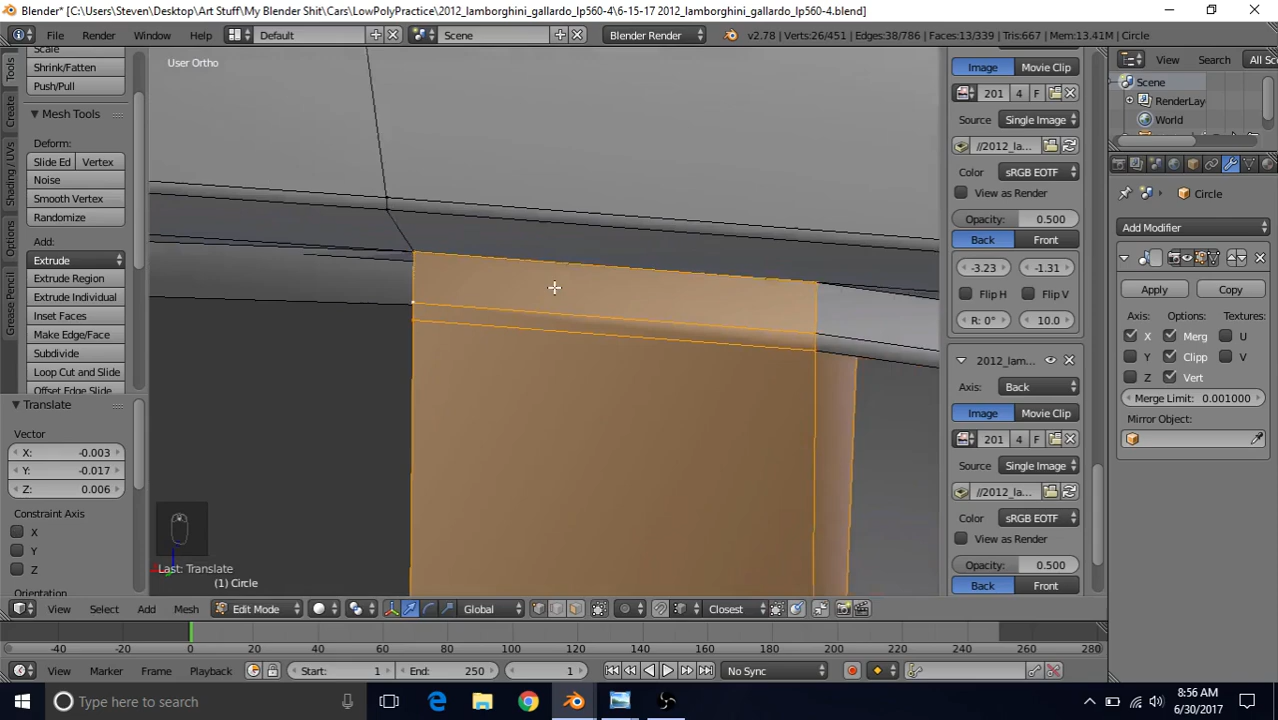 Blender* [C:\Users\Steven\Desktop\Art Stuff\My Blender Shit\Cars\LowPolyPractice\2012_lamborghini_gallardo_lp560-4\6-15-17 2012_lamborghini_gallardo_lp560-4.blend]
File Render Window Help Default Scene Blender Render v2.78 | Verts:26/451 | Edges:38/786 | Faces:13/339 | Tris:667 | Mem:13.41M | Circle
View Search All Sce
Tools
Create
Shading / UVs
Options
Grease Pencil
Scale
Shrink/Fatten
Push/Pull
Mesh Tools
Deform:
Slide Ed Vertex
Noise
Smooth Vertex
Randomize
Add:
Extrude
Extrude Region
Extrude Individual
Inset Faces
Make Edge/Face
Subdivide
Loop Cut and Slide
Offset Edge Slide
Translate
Vector
X: -0.003
Y: -0.017
Z: 0.006
Constraint Axis
X
Y
Z
Orientation
User Ortho
Last: Translate
(1) Circle
Image Movie Clip
201 4 F
Source Single Image
//2012_la...
Color sRGB EOTF
View as Render
Opacity: 0.500
Back Front
-3.23 -1.31
Flip H Flip V
R: 0° 10.0
2012_lam...
Axis: Back
Image Movie Clip
201 4 F
Source Single Image
//2012_la...
Color sRGB EOTF
View as Render
Opacity: 0.500
Back Front
Scene
RenderLay
World
Circle
Add Modifier
Apply Copy
Axis: Options: Textures:
X Merg U
Y Clipp V
Z Vert
Merge Limit: 0.001000
Mirror Object:
View Select Add Mesh Edit Mode Global Closest
-40 -20 0 20 40 60 80 100 120 140 160 180 200 220 240 260 280
View Marker Frame Playback Start: 1 End: 250 1 No Sync
Type here to search
8:56 AM
6/30/2017